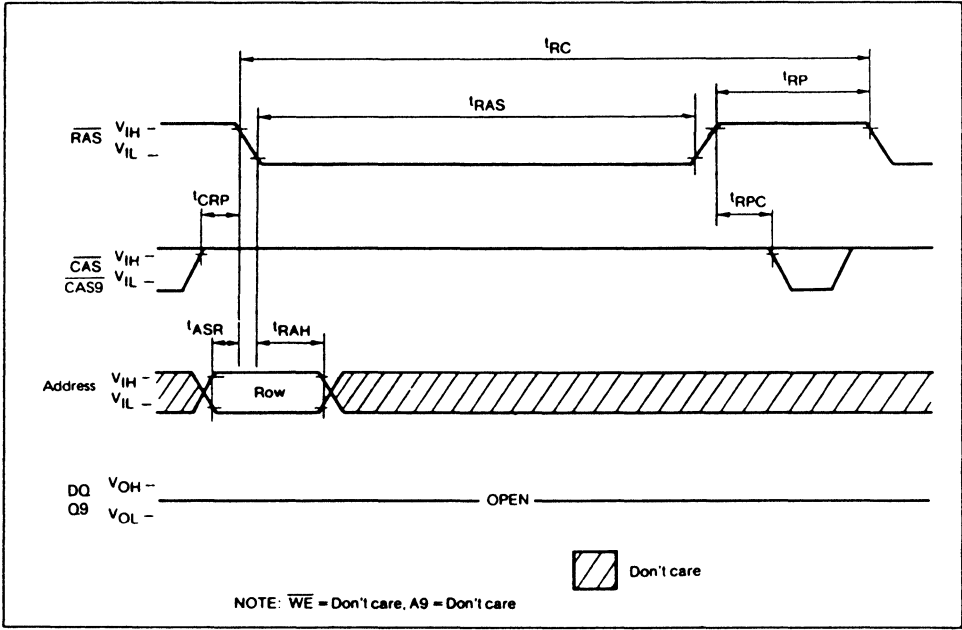 tRC
tRP
tRAS
RAS VIH
VIL
tCRP
tRPC
CAS VIH
CAS9 VIL
tASR
tRAH
Address VIH
VIL
Row
DQ VOH
Q9 VOL
OPEN
Don't care
NOTE: WE = Don't care, A9 = Don't care